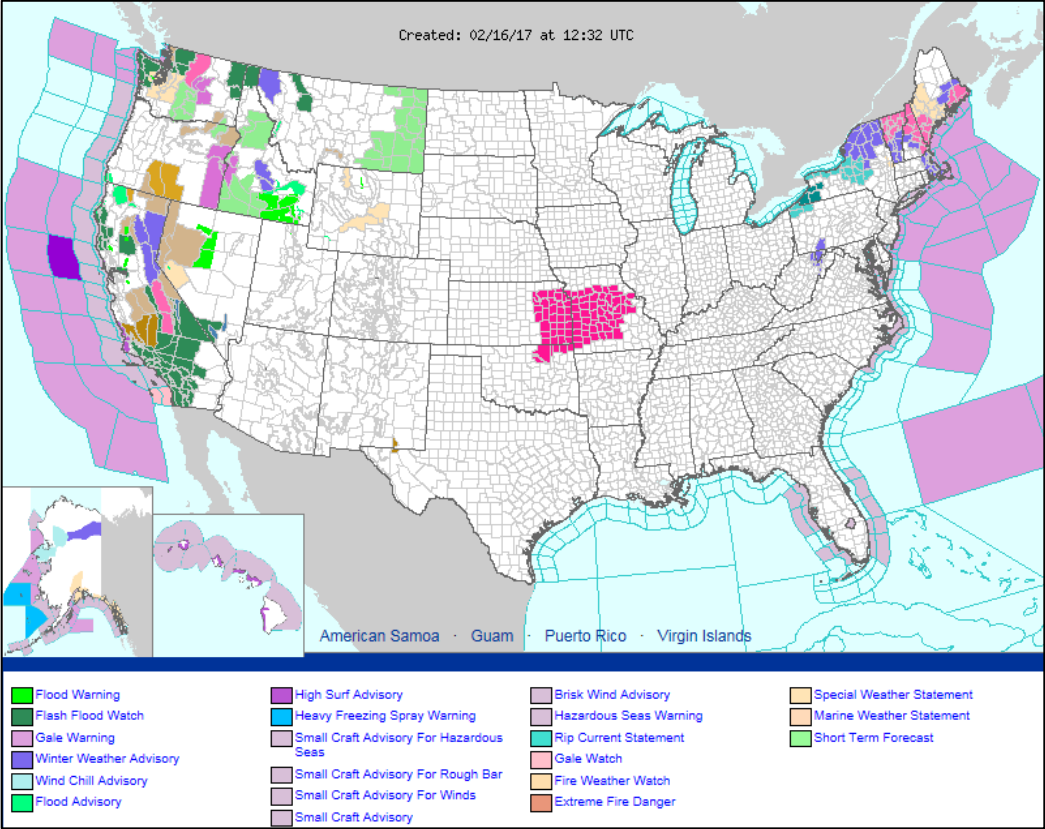 Created: 02/16/17 at 12:32 UTC
American Samoa · Guam · Puerto Rico · Virgin Islands
Flood Warning
Flash Flood Watch
Gale Warning
Winter Weather Advisory
Wind Chill Advisory
Flood Advisory
High Surf Advisory
Heavy Freezing Spray Warning
Small Craft Advisory For Hazardous
Seas
Small Craft Advisory For Rough Bar
Small Craft Advisory For Winds
Small Craft Advisory
Brisk Wind Advisory
Hazardous Seas Warning
Rip Current Statement
Gale Watch
Fire Weather Watch
Extreme Fire Danger
Special Weather Statement
Marine Weather Statement
Short Term Forecast